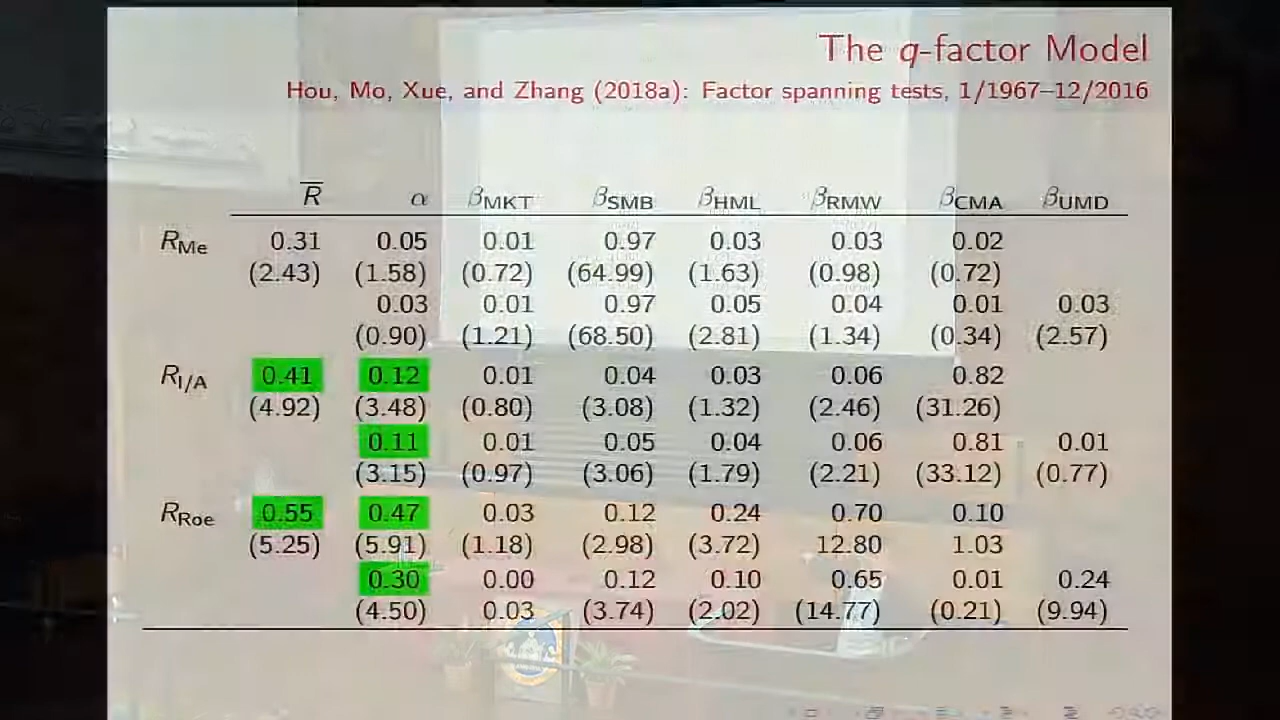 The q-factor Model
Hou, Mo, Xue, and Zhang (2018a): Factor spanning tests, 1/1967–12/2016
R̅ α βMKT βSMB βHML βRMW βCMA βUMD
RMe 0.31 0.05 0.01 0.97 0.03 0.03 0.02
(2.43) (1.58) (0.72) (64.99) (1.63) (0.98) (0.72)
0.03 0.01 0.97 0.05 0.04 0.01 0.03
(0.90) (1.21) (68.50) (2.81) (1.34) (0.34) (2.57)
RI/A 0.41 0.12 0.01 0.04 0.03 0.06 0.82
(4.92) (3.48) (0.80) (3.08) (1.32) (2.46) (31.26)
0.11 0.01 0.05 0.04 0.06 0.81 0.01
(3.15) (0.97) (3.06) (1.79) (2.21) (33.12) (0.77)
RRoe 0.55 0.47 0.03 0.12 0.24 0.70 0.10
(5.25) (5.91) (1.18) (2.98) (3.72) 12.80 1.03
0.30 0.00 0.12 0.10 0.65 0.01 0.24
(4.50) 0.03 (3.74) (2.02) (14.77) (0.21) (9.94)